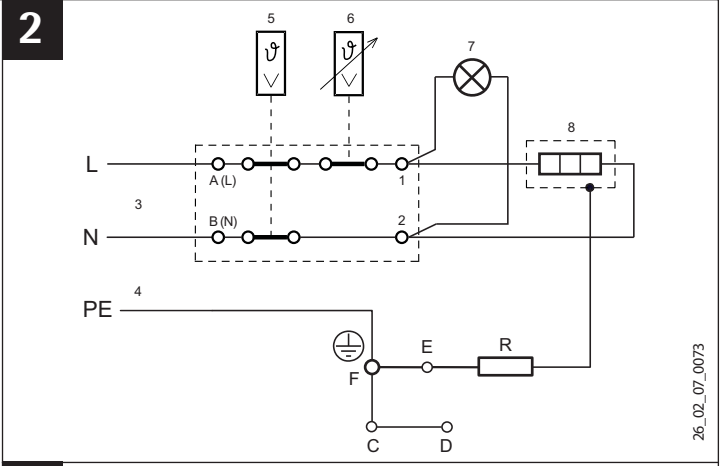 2
5 6
7
8
L
A (L) 1
3
B (N) 2
N
4
PE
E R
F
C D
26_02_07_0073
ϑ ϑ